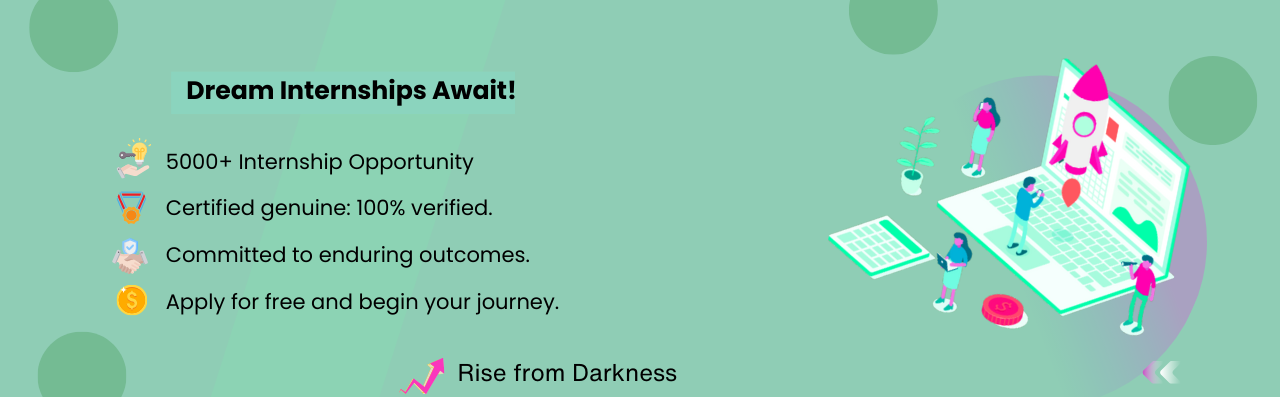 Dream Internships Await!
5000+ Internship Opportunity
Certified genuine: 100% verified.
Committed to enduring outcomes.
Apply for free and begin your journey.
Rise from Darkness